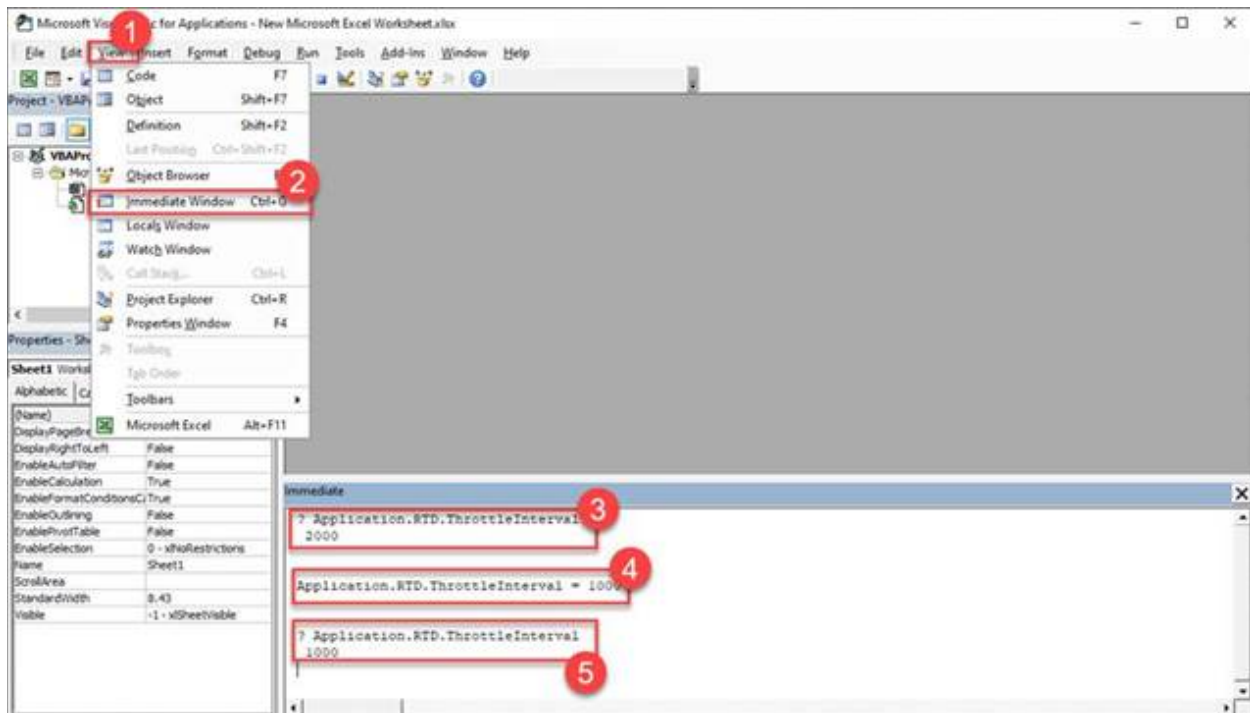 Microsoft Vis c for Applications - New Microsoft Excel Worksheet.xlsx
1
File Edit View Insert Format Debug Run Tools Add-Ins Window Help
Code F7
Project - VBAP
Object Shift+F7
Definition Shift+F2
Last Position Ctrl+Shift+F2
VBAPro
Object Browser
2
Immediate Window Ctrl+G
Locals Window
Watch Window
Call Stack... Ctrl+L
Project Explorer Ctrl+R
Properties Window F4
Properties - Sh
Toolbox
Sheet1 Worksh
Tab Order
Alphabetic Ca
Toolbars
(Name)
Microsoft Excel Alt+F11
DisplayPageBre
DisplayRightToLeft False
EnableAutoFilter False
EnableCalculation True
EnableFormatConditionsCa True
EnableOutlining False
EnablePivotTable False
EnableSelection 0 - xlNoRestrictions
Name Sheet1
ScrollArea
StandardWidth 8.43
Visible -1 - xlSheetVisible
Immediate
? Application.RTD.ThrottleInterval
3
2000
Application.RTD.ThrottleInterval = 1000
4
? Application.RTD.ThrottleInterval
1000
5